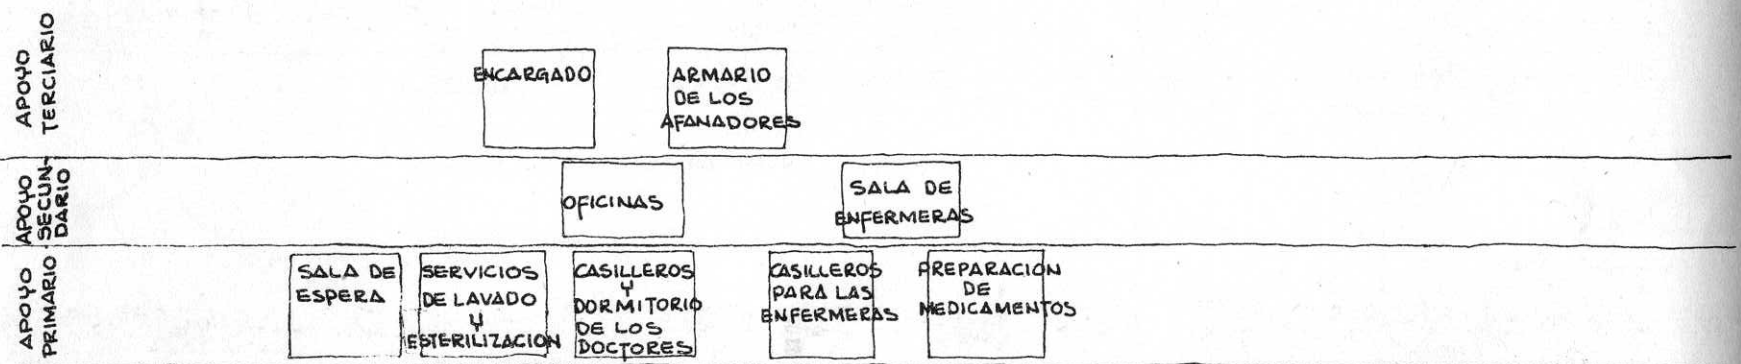 APOYO
TERCIARIO
ENCARGADO
ARMARIO
DE LOS
AFANADORES
APOYO
SECUN-
DARIO
OFICINAS
SALA DE
ENFERMERAS
APOYO
PRIMARIO
SALA DE
ESPERA
SERVICIOS
DE LAVADO
Y
ESTERILIZACION
CASILLEROS
Y
DORMITORIO
DE LOS
DOCTORES
CASILLEROS
PARA LAS
ENFERMERAS
PREPARACION
DE
MEDICAMENTOS